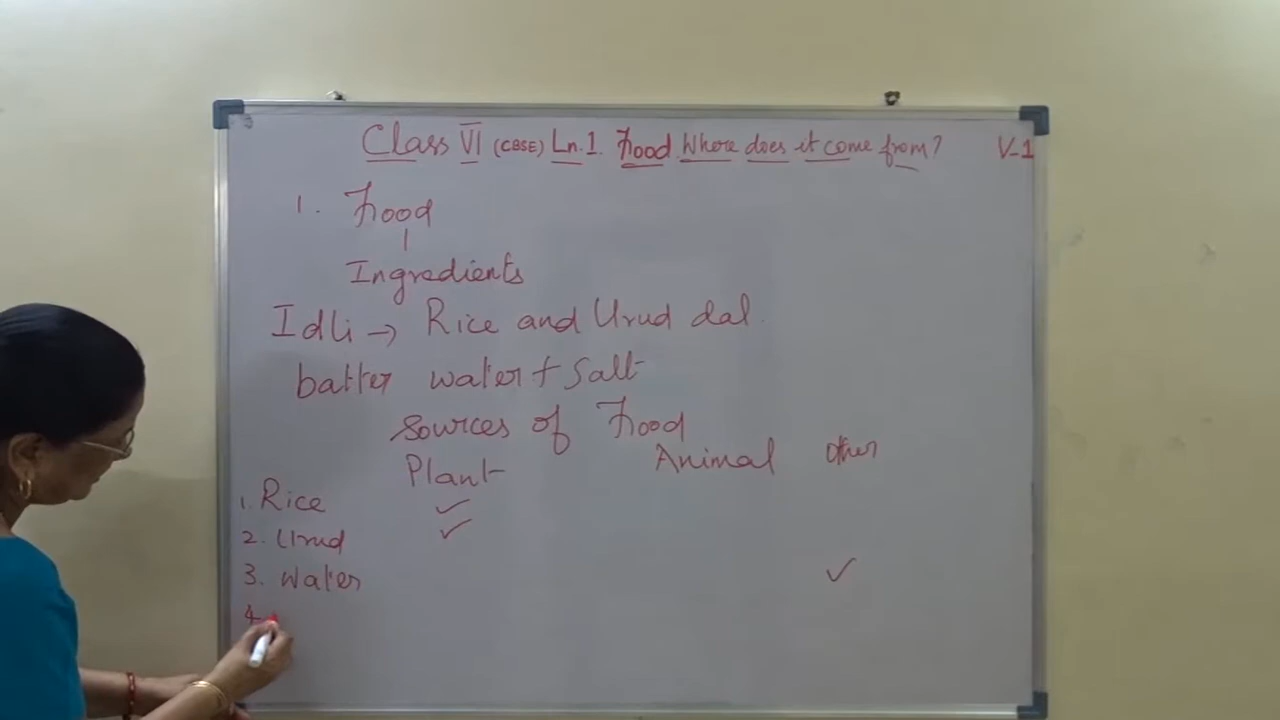 Class VI (CBSE) Ln.1. Food Where does it come from? V-1
1. Food
Ingredients
Idli → Rice and Urud dal.
batter water + Salt
Sources of Food
Plant Animal Other
1. Rice ✓
2. Urud ✓
3. Water ✓
4